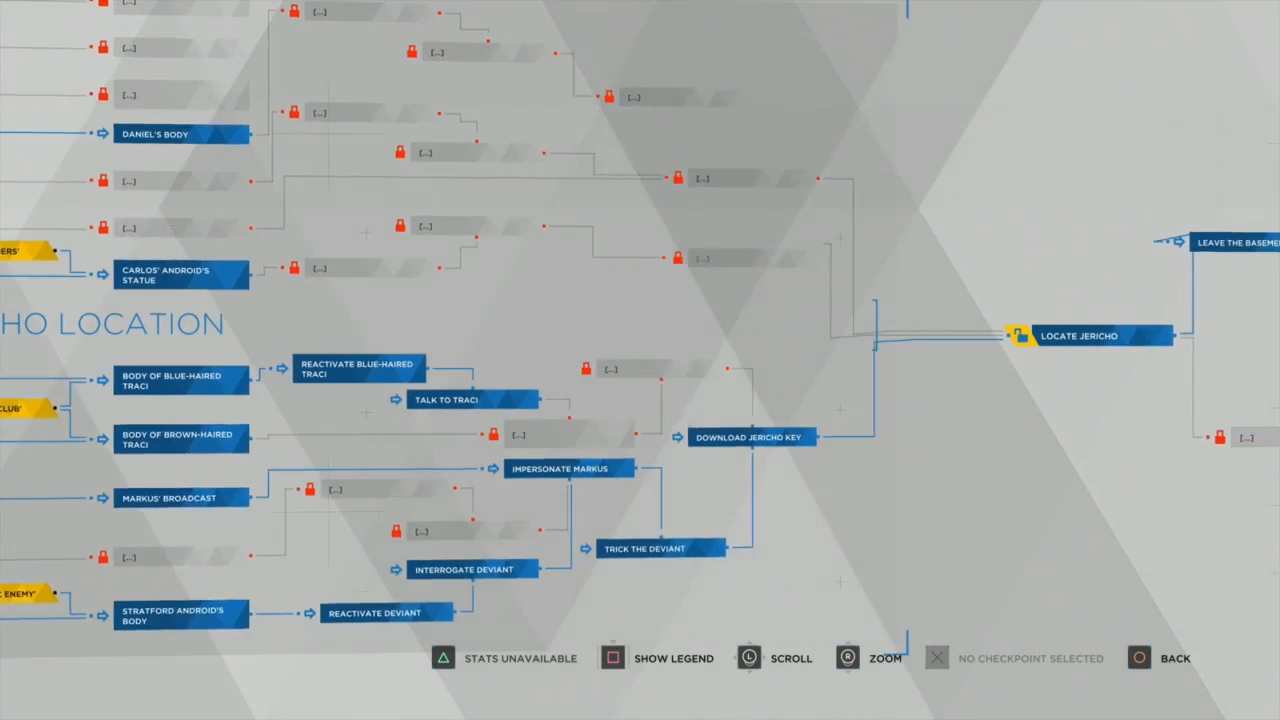 [...]
[...]
[...]
[...]
[...]
[...]
DANIEL'S BODY
[...]
[...]
[...]
[...]
[...]
[...]
LEAVE THE BASEME
ERS'
[...]
CARLOS' ANDROID'S
STATUE
[...]
HO LOCATION
LOCATE JERICHO
BODY OF BLUE-HAIRED
TRACI
REACTIVATE BLUE-HAIRED
TRACI
[...]
TALK TO TRACI
CLUB'
BODY OF BROWN-HAIRED
TRACI
[...]
DOWNLOAD JERICHO KEY
[...]
IMPERSONATE MARKUS
MARKUS' BROADCAST
[...]
[...]
TRICK THE DEVIANT
[...]
INTERROGATE DEVIANT
ENEMY'
STRATFORD ANDROID'S
BODY
REACTIVATE DEVIANT
STATS UNAVAILABLE
SHOW LEGEND
L
SCROLL
R
ZOOM
NO CHECKPOINT SELECTED
BACK